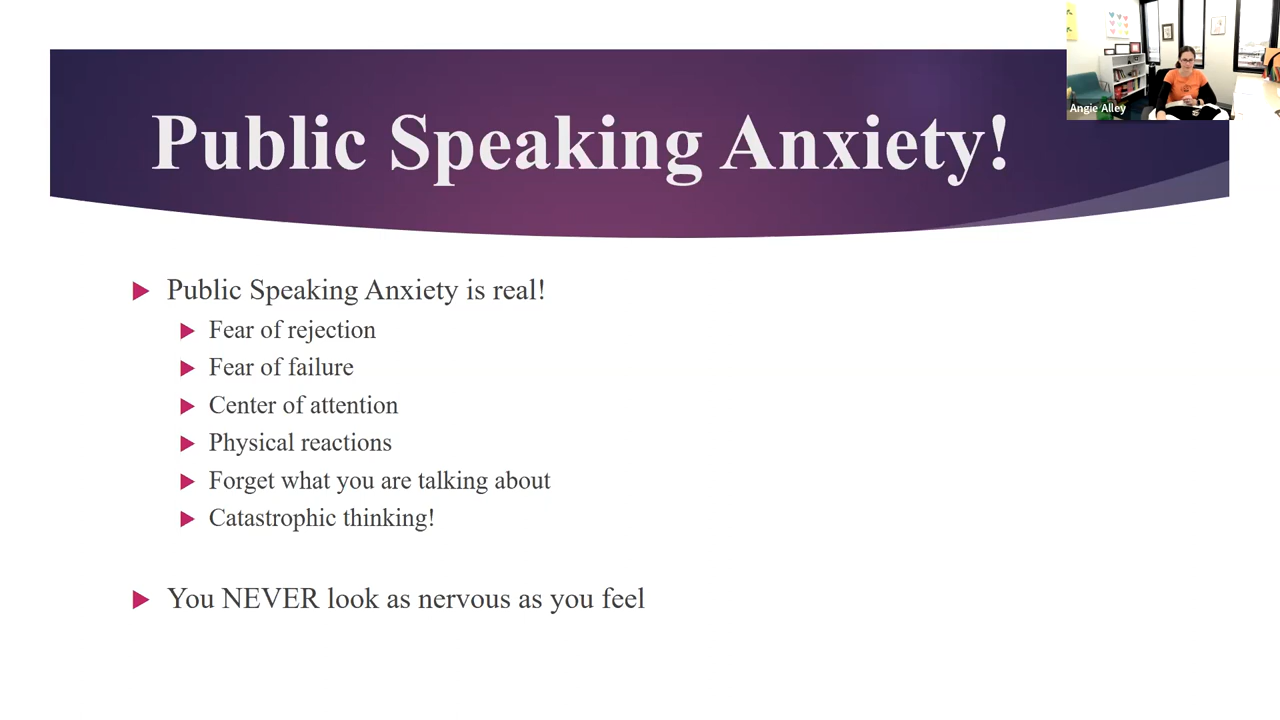 Public Speaking Anxiety!
Angie Alley
Public Speaking Anxiety is real!
Fear of rejection
Fear of failure
Center of attention
Physical reactions
Forget what you are talking about
Catastrophic thinking!
You NEVER look as nervous as you feel